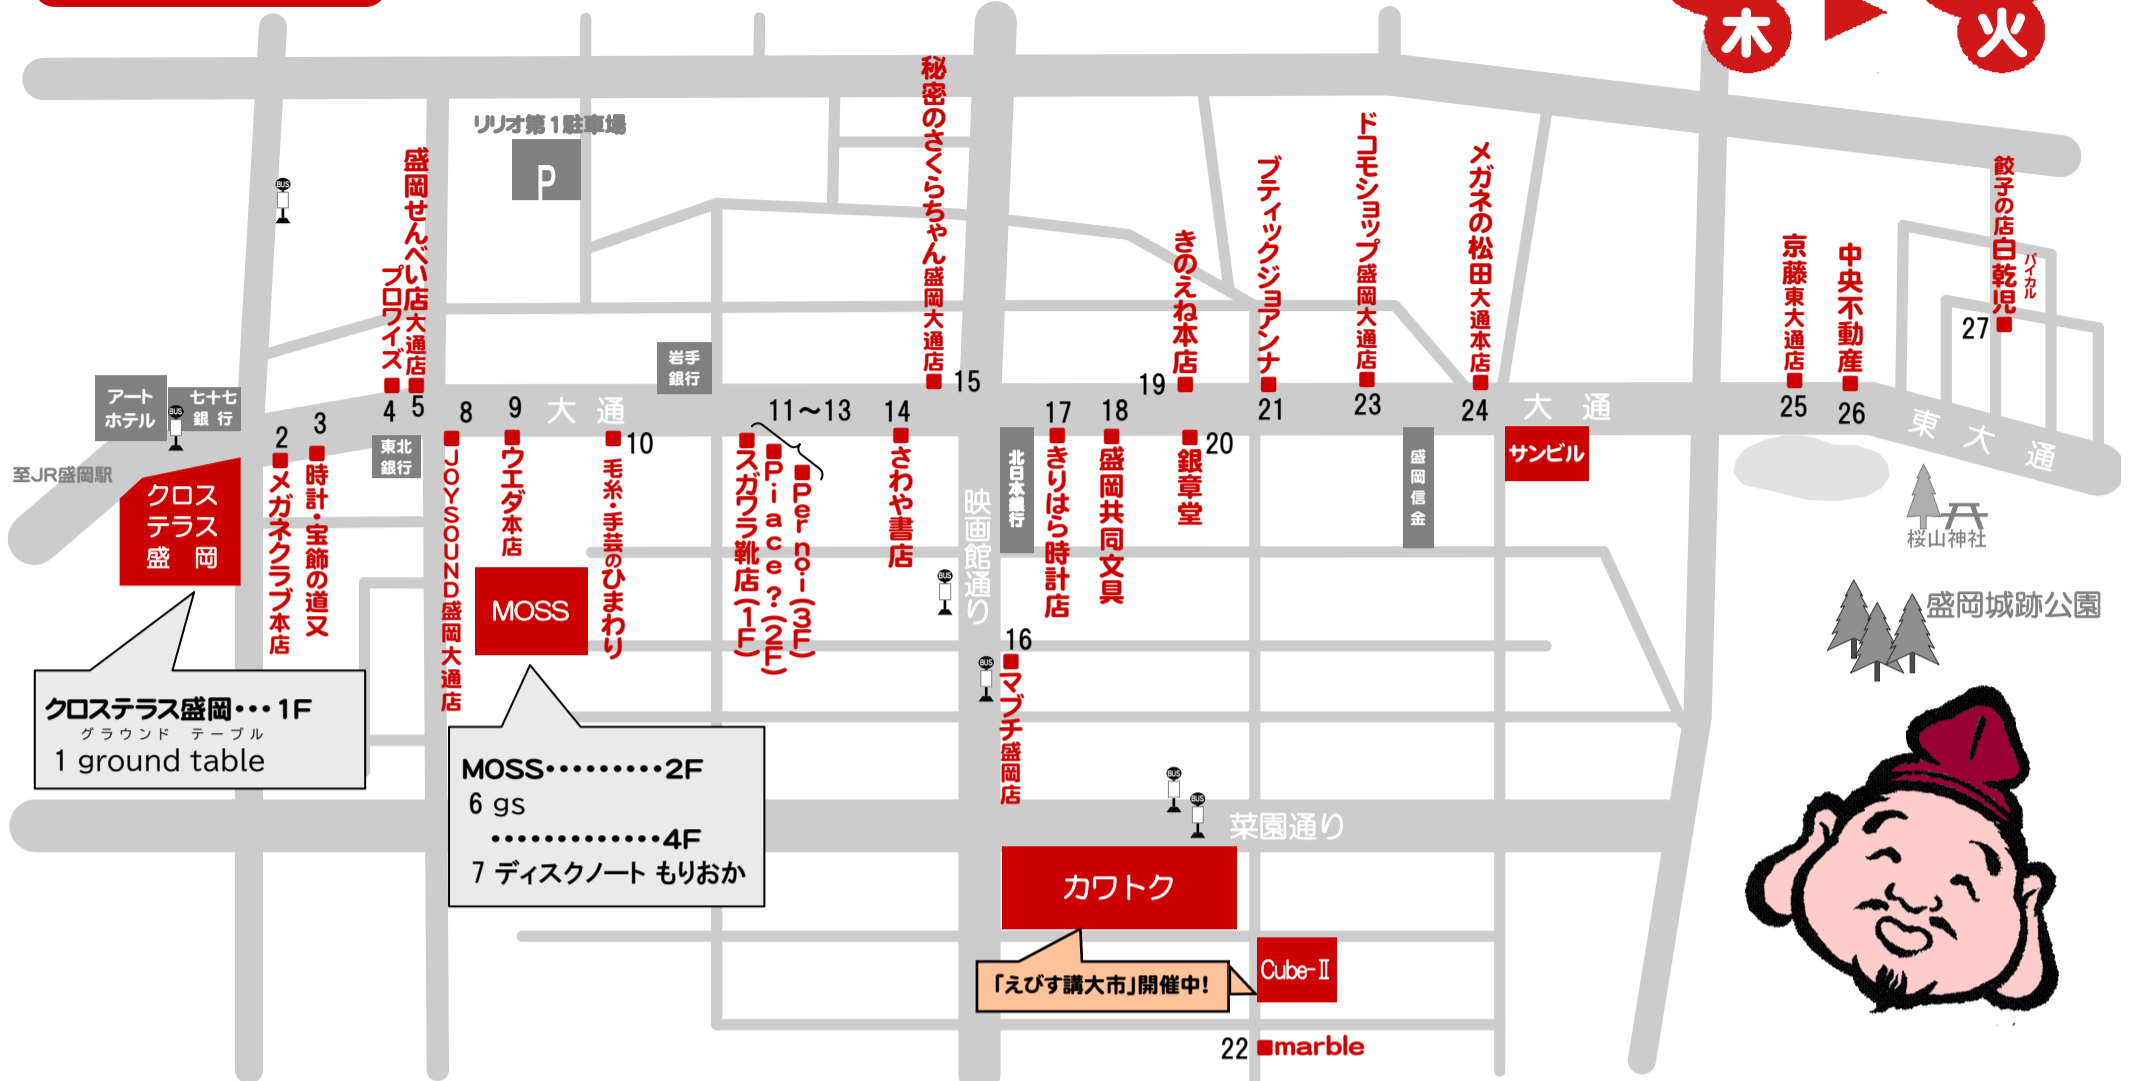 木
火
リリオ第1駐車場
P
秘密のさくらちゃん盛岡大通店
15
盛岡せんべい店大通店
5
プロワイズ
4
ドコモショップ盛岡大通店
23
メガネの松田大通本店
24
ブティックジョアンナ
21
きのえね本店
19
京藤東大通店
25
中央不動産
26
餃子の店白乾児
バイカル
27
アート
ホテル
BUS
七十七
銀行
岩手
銀行
東北
銀行
大通
大通
東大通
至JR盛岡駅
クロス
テラス
盛岡
2
メガネクラブ本店
3
時計・宝飾の道又
8
JOYSOUND盛岡大通店
9
ウエダ本店
10
毛糸・手芸のひまわり
MOSS
11～13
スガワラ靴店(1F)
Piace?(2F)
Pernoi(3F)
14
さわや書店
映画館通り
BUS
BUS
BUS
北日本銀行
17
きりはら時計店
18
盛岡共同文具
20
銀章堂
盛岡信金
サンビル
16
マブチ盛岡店
桜山神社
盛岡城跡公園
クロステラス盛岡･･･1F
グラウンド テーブル
1 ground table
MOSS･････････2F
6 gs
･････････････4F
7 ディスクノート もりおか
BUS
BUS
菜園通り
カワトク
「えびす講大市」開催中!
Cube-Ⅱ
22 marble